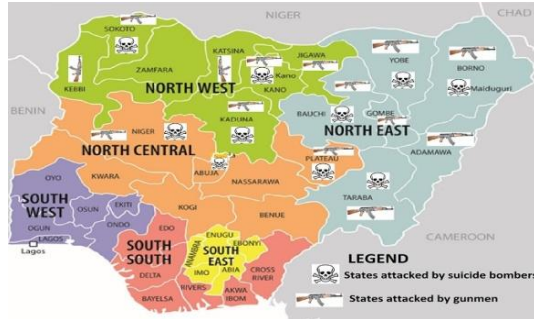 NIGER
CHAD
SOKOTO
KATSINA
JIGAWA
YOBE
BORNO
ZAMFARA
Kano
KEBBI
NORTH WEST
KANO
Maiduguri
BENIN
KADUNA
BAUCHI
GOMBE
NIGER
NORTH EAST
NORTH CENTRAL
PLATEAU
ADAMAWA
ABUJA
OYO
KWARA
NASSARAWA
TARABA
SOUTH
WEST
OSUN
EKITI
KOGI
BENUE
OGUN
ONDO
EDO
ENUGU
CAMEROON
LAGOS
Lagos
SOUTH
SOUTH
ANAMBRA
SOUTH
EAST
EBONYI
LEGEND
DELTA
IMO
ABIA
CROSS
RIVER
States attacked by suicide bombers
BAYELSA
RIVERS
AKWA
IBOM
States attacked by gunmen